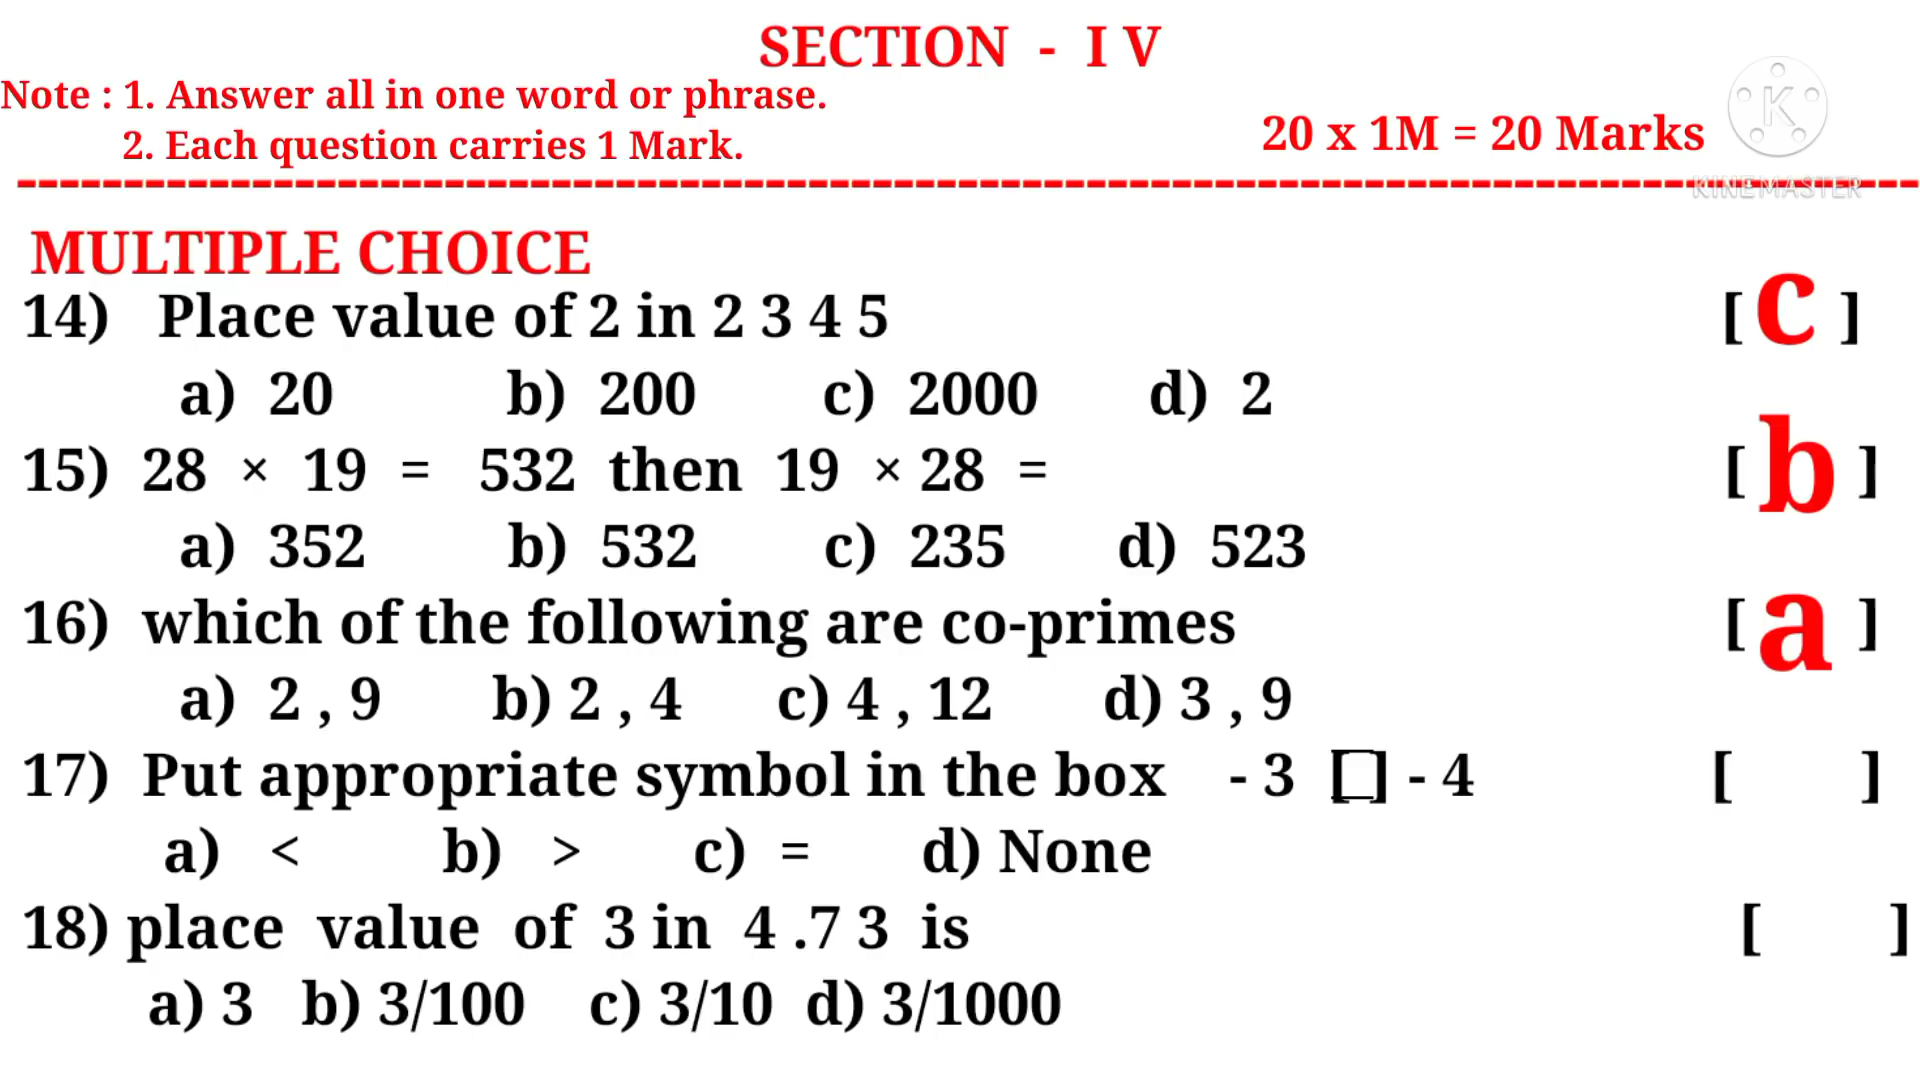 SECTION - I V
Note : 1. Answer all in one word or phrase.
2. Each question carries 1 Mark.
20 x 1M = 20 Marks
K
KINEMASTER
MULTIPLE CHOICE
14) Place value of 2 in 2 3 4 5 [ c ]
a) 20 b) 200 c) 2000 d) 2
15) 28 × 19 = 532 then 19 × 28 = [ b ]
a) 352 b) 532 c) 235 d) 523
16) which of the following are co-primes [ a ]
a) 2 , 9 b) 2 , 4 c) 4 , 12 d) 3 , 9
17) Put appropriate symbol in the box - 3 [ ] - 4 [ ]
a) < b) > c) = d) None
18) place value of 3 in 4 .7 3 is [ ]
a) 3 b) 3/100 c) 3/10 d) 3/1000